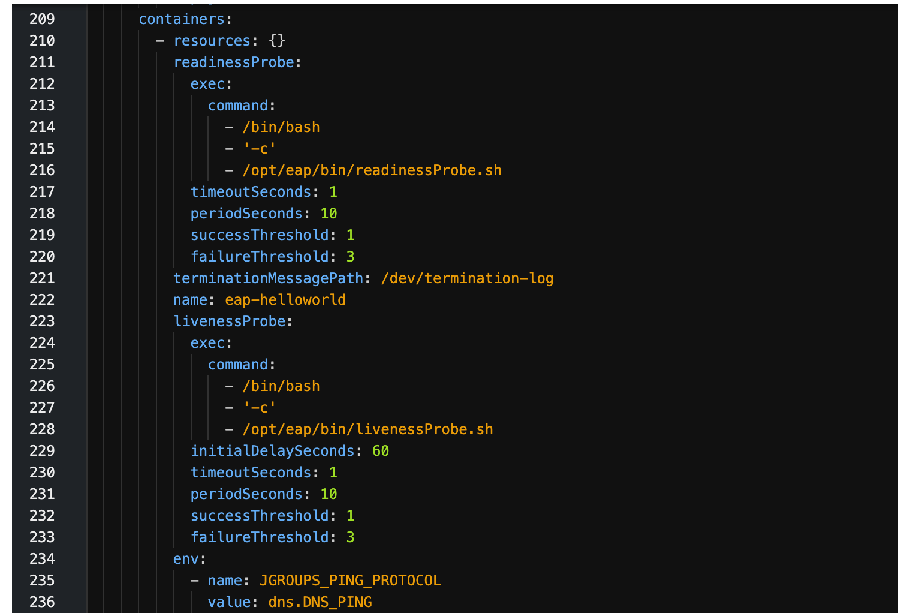 209 containers:
210 - resources: {}
211 readinessProbe:
212 exec:
213 command:
214 - /bin/bash
215 - '-c'
216 - /opt/eap/bin/readinessProbe.sh
217 timeoutSeconds: 1
218 periodSeconds: 10
219 successThreshold: 1
220 failureThreshold: 3
221 terminationMessagePath: /dev/termination-log
222 name: eap-helloworld
223 livenessProbe:
224 exec:
225 command:
226 - /bin/bash
227 - '-c'
228 - /opt/eap/bin/livenessProbe.sh
229 initialDelaySeconds: 60
230 timeoutSeconds: 1
231 periodSeconds: 10
232 successThreshold: 1
233 failureThreshold: 3
234 env:
235 - name: JGROUPS_PING_PROTOCOL
236 value: dns.DNS_PING